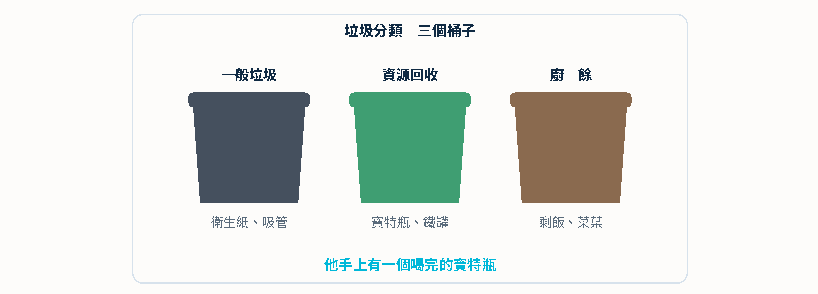 垃圾分類　三個桶子
一般垃圾　資源回收　廚　餘
衛生紙、吸管　寶特瓶、鐵罐　剩飯、菜葉
他手上有一個喝完的寶特瓶